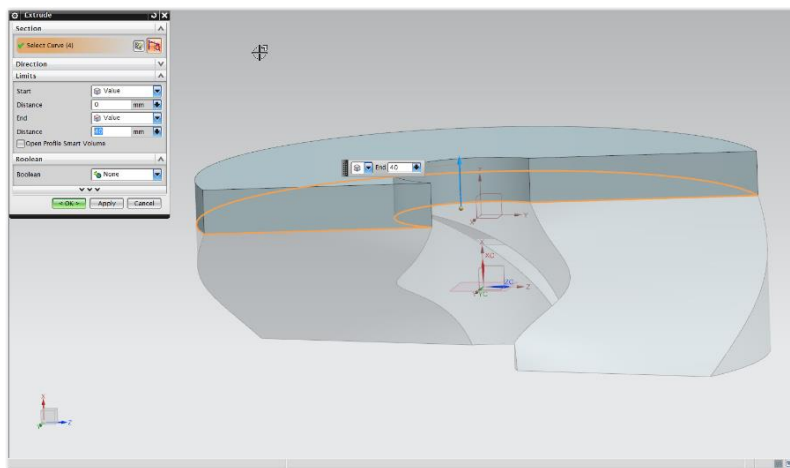 Extrude
Section
Select Curve (4)
Direction
Limits
Start
Value
Distance
0 mm
End
Value
Distance
40 mm
Open Profile Smart Volume
Boolean
Boolean
None
< OK >
Apply
Cancel
End 40
X
Y
X
XC
ZC
Z
YC
X
Z